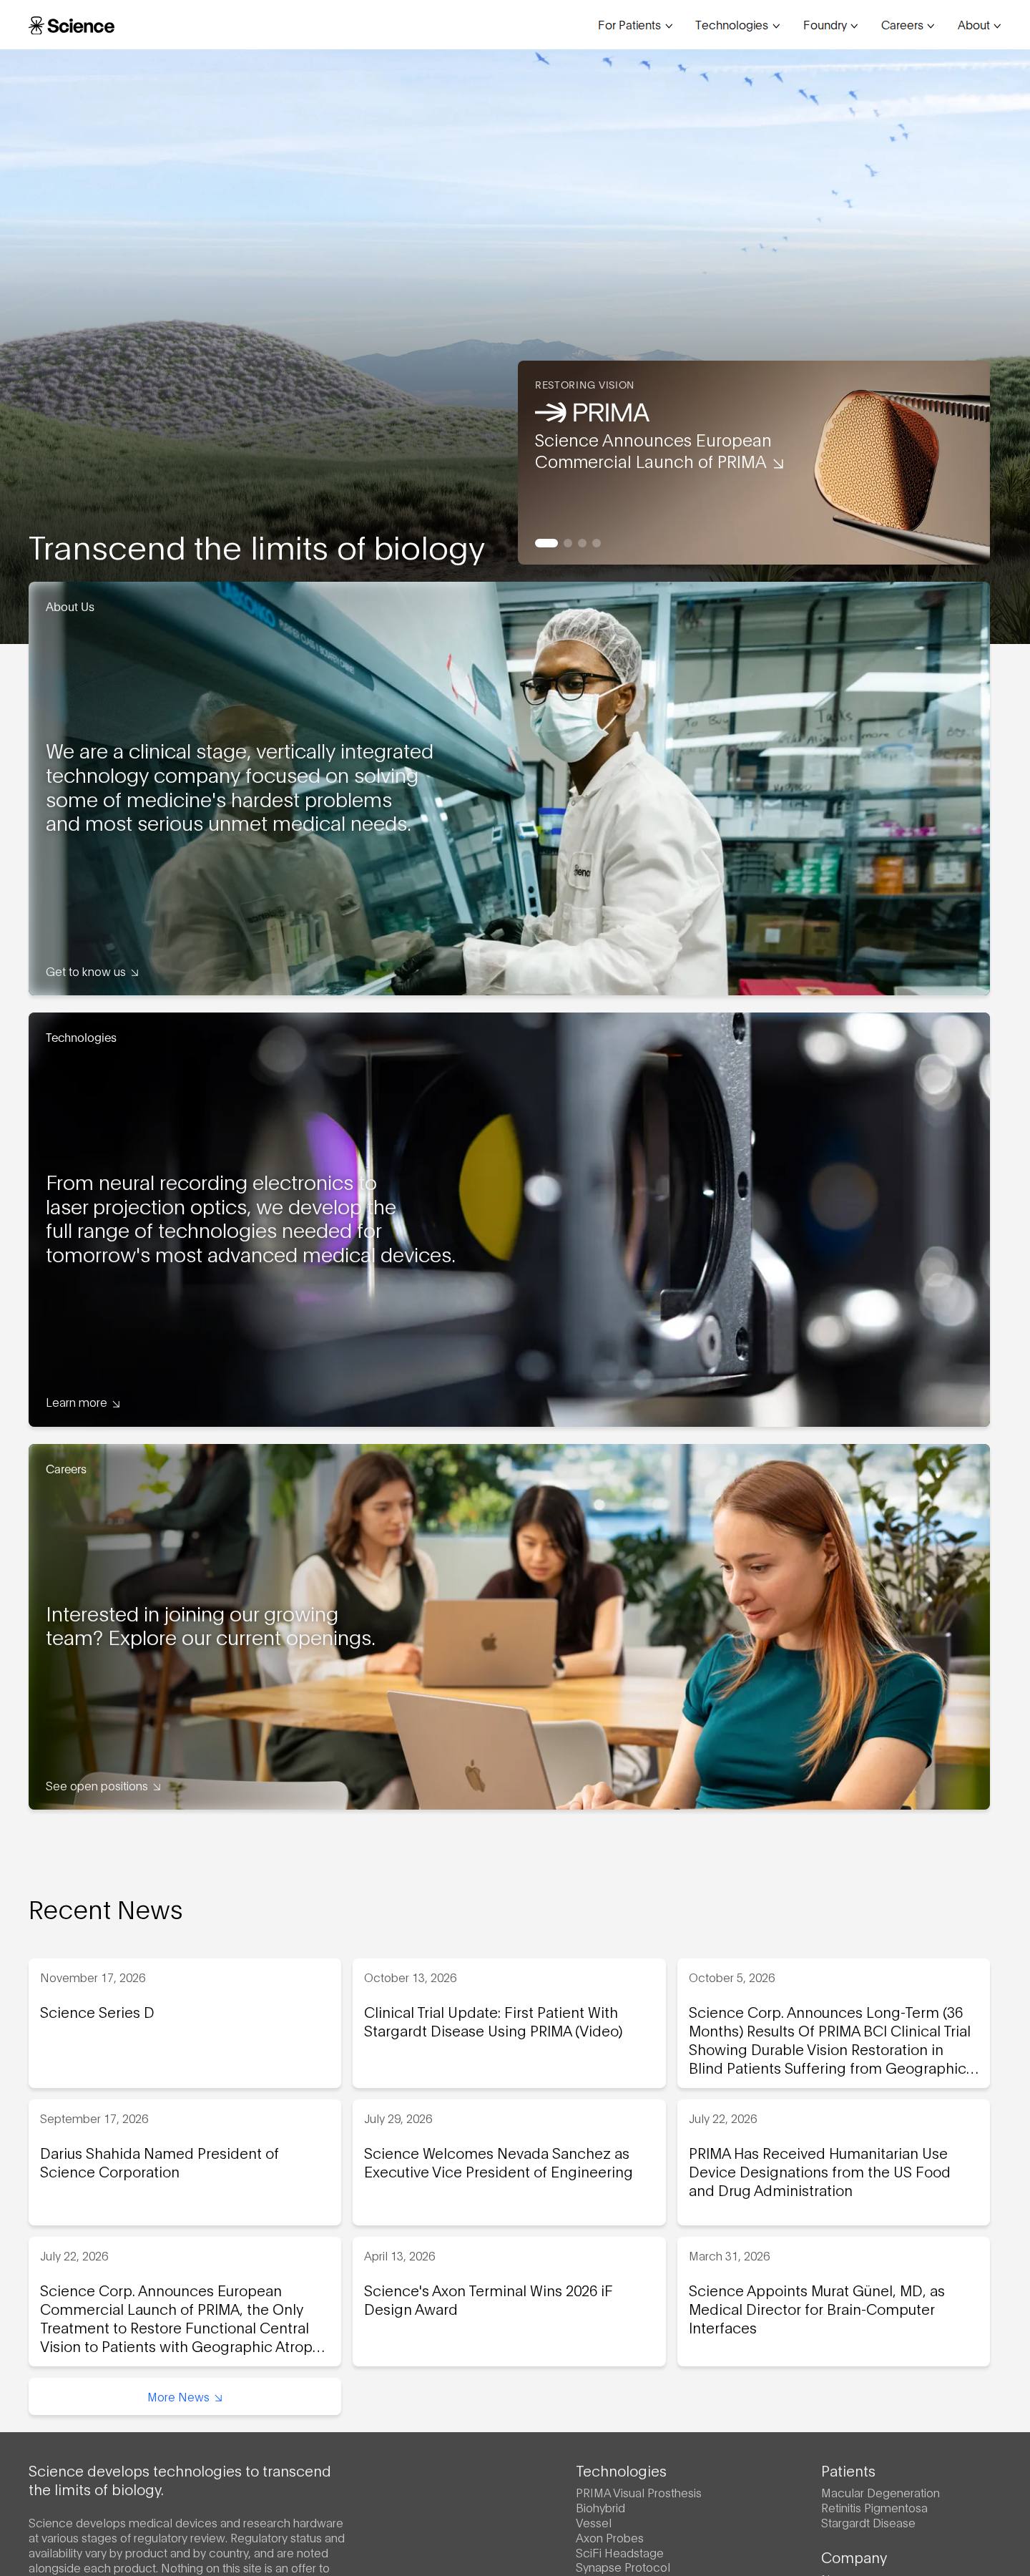 Science
For Patients
Technologies
Foundry
Careers
About
RESTORING VISION
PRIMA
Science Announces European
Commercial Launch of PRIMA
Transcend the limits of biology
About Us
We are a clinical stage, vertically integrated
technology company focused on solving
some of medicine's hardest problems
and most serious unmet medical needs.
Get to know us
Technologies
From neural recording electronics to
laser projection optics, we develop the
full range of technologies needed for
tomorrow's most advanced medical devices.
Learn more
Careers
Interested in joining our growing
team? Explore our current openings.
See open positions
Recent News
November 17, 2026
Science Series D
October 13, 2026
Clinical Trial Update: First Patient With
Stargardt Disease Using PRIMA (Video)
October 5, 2026
Science Corp. Announces Long-Term (36
Months) Results Of PRIMA BCI Clinical Trial
Showing Durable Vision Restoration in
Blind Patients Suffering from Geographic…
September 17, 2026
Darius Shahida Named President of
Science Corporation
July 29, 2026
Science Welcomes Nevada Sanchez as
Executive Vice President of Engineering
July 22, 2026
PRIMA Has Received Humanitarian Use
Device Designations from the US Food
and Drug Administration
July 22, 2026
Science Corp. Announces European
Commercial Launch of PRIMA, the Only
Treatment to Restore Functional Central
Vision to Patients with Geographic Atrop…
April 13, 2026
Science's Axon Terminal Wins 2026 iF
Design Award
March 31, 2026
Science Appoints Murat Günel, MD, as
Medical Director for Brain-Computer
Interfaces
More News
Science develops technologies to transcend
the limits of biology.
Science develops medical devices and research hardware
at various stages of regulatory review. Regulatory status and
availability vary by product and by country, and are noted
alongside each product. Nothing on this site is an offer to
Technologies
PRIMA Visual Prosthesis
Biohybrid
Vessel
Axon Probes
SciFi Headstage
Synapse Protocol
Patients
Macular Degeneration
Retinitis Pigmentosa
Stargardt Disease
Company